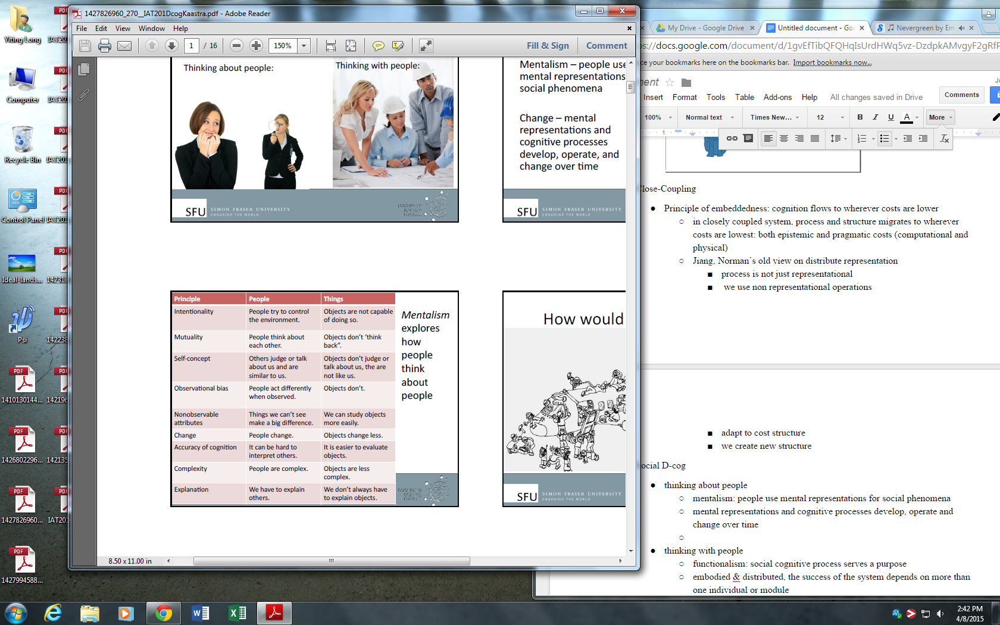 Yiting Long
Computer
Recycle Bin
Control Panel
Ideal-lands...
Psi
PDF
1410130144...
PDF
1426802296...
PDF
1427826960...
PDF
1427994588...
1427826960_270__IAT201DcogKaastra.pdf - Adobe Reader
File Edit View Window Help
1 / 16 150% Fill & Sign Comment
Thinking about people:
Thinking with people:
SFU SIMON FRASER UNIVERSITY
ENGAGING THE WORLD
Mentalism – people use
mental representations
social phenomena
Change – mental
representations and
cognitive processes
develop, operate, and
change over time
SFU SIMON FRASER UNIVERSITY
ENGAGING THE WORLD
Principle People Things
Intentionality People try to control the environment. Objects are not capable of doing so.
Mutuality People think about each other. Objects don't 'think back".
Self-concept Others judge or talk about us and are similar to us. Objects don't judge or talk about us, the are not like us.
Observational bias People act differently when observed. Objects don't.
Nonobservable attributes Things we can't see make a big difference. We can study objects more easily.
Change People change. Objects change less.
Accuracy of cognition It can be hard to interpret others. It is easier to evaluate objects.
Complexity People are complex. Objects are less complex.
Explanation We have to explain others. We don't always have to explain objects.
Mentalism
explores
how
people
think
about
people
How would
SFU SIMON FRASER UNIVERSITY
ENGAGING THE WORLD
8.50 x 11.00 in
My Drive - Google Drive
Untitled document - Go
Nevergreen by Em
s://docs.google.com/document/d/1gvEfTibQFQHqIsUrdHWq5vz-DzdpkAMvgyF2gRfP
ce your bookmarks here on the bookmarks bar. Import bookmarks now...
ment
Insert Format Tools Table Add-ons Help All changes saved in Drive Comments
100% Normal text Times New... 12 B I U A More
Close-Coupling
● Principle of embeddedness: cognition flows to wherever costs are lower
○ in closely coupled system, process and structure migrates to wherever
costs are lowest: both epistemic and pragmatic costs (computational and
physical)
○ Jiang, Norman's old view on distribute representation
■ process is not just representational
■ we use non representational operations
■ adapt to cost structure
■ we create new structure
ocial D-cog
● thinking about people
○ mentalism: people use mental representations for social phenomena
○ mental representations and cognitive processes develop, operate and
change over time
○
● thinking with people
○ functionalism: social cognitive process serves a purpose
○ embodied & distributed, the success of the system depends on more than
one individual or module
2:42 PM
4/8/2015